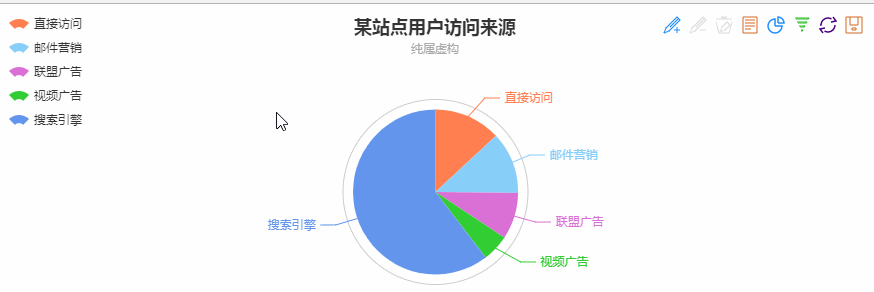 某站点用户访问来源
纯属虚构
直接访问
邮件营销
联盟广告
视频广告
搜索引擎
直接访问
邮件营销
联盟广告
视频广告
搜索引擎